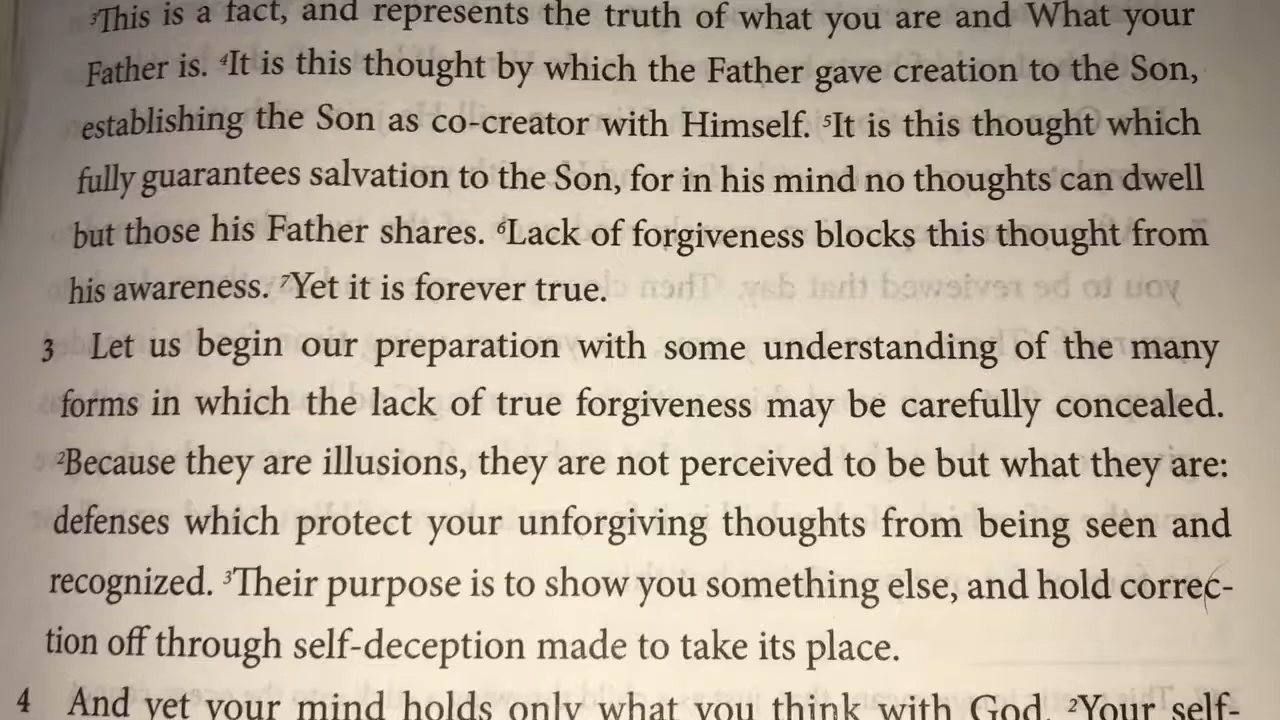 ³This is a fact, and represents the truth of what you are and What your
Father is. ⁴It is this thought by which the Father gave creation to the Son,
establishing the Son as co-creator with Himself. ⁵It is this thought which
fully guarantees salvation to the Son, for in his mind no thoughts can dwell
but those his Father shares. ⁶Lack of forgiveness blocks this thought from
his awareness. ⁷Yet it is forever true.
3 Let us begin our preparation with some understanding of the many
forms in which the lack of true forgiveness may be carefully concealed.
²Because they are illusions, they are not perceived to be but what they are:
defenses which protect your unforgiving thoughts from being seen and
recognized. ³Their purpose is to show you something else, and hold correc-
tion off through self-deception made to take its place.
4 And yet your mind holds only what you think with God. ²Your self-